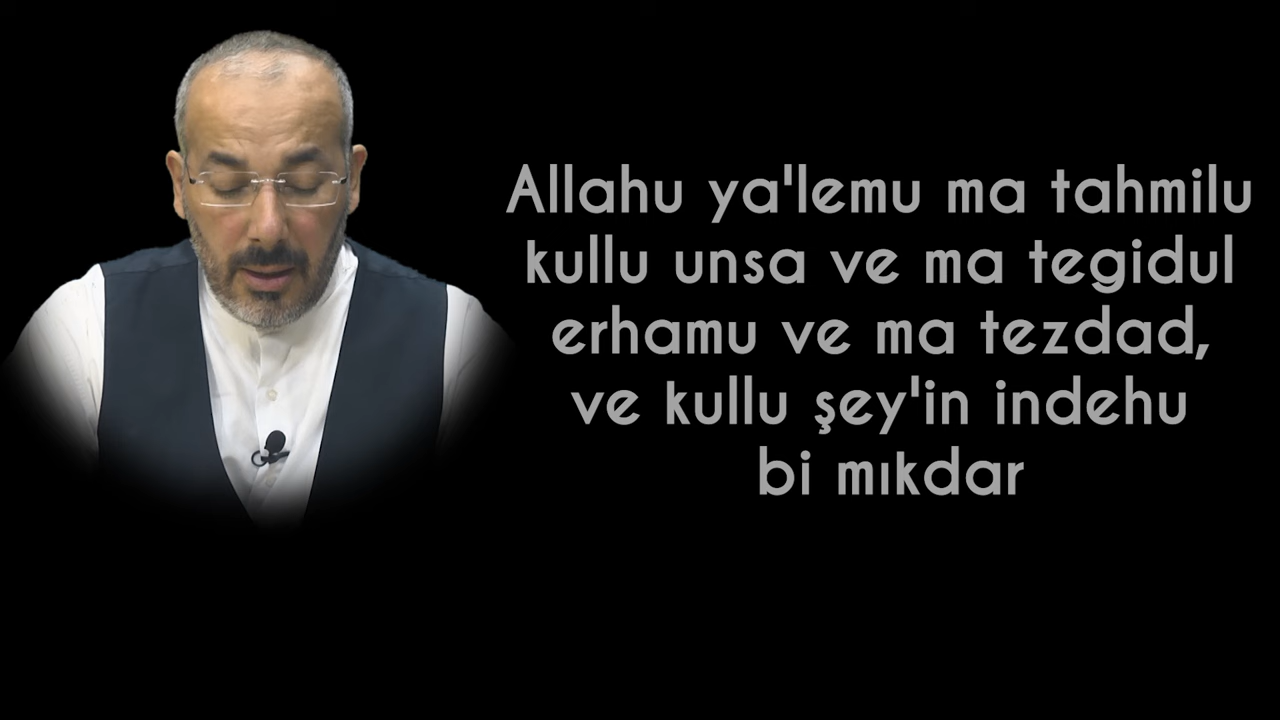 Allahu ya'lemu ma tahmilu
kullu unsa ve ma tegidul
erhamu ve ma tezdad,
ve kullu şey'in indehu
bi mıkdar